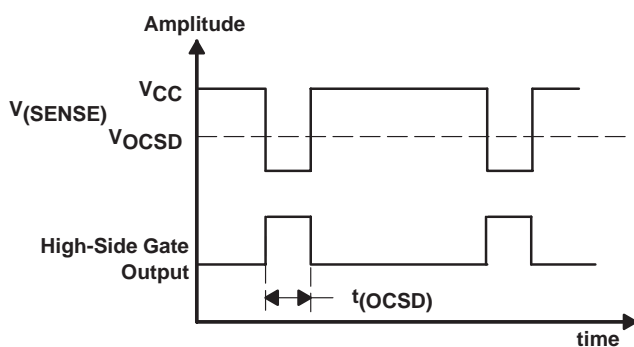 Amplitude
VCC
V(SENSE)
VOCSD
High-Side Gate
Output
t(OCSD)
time